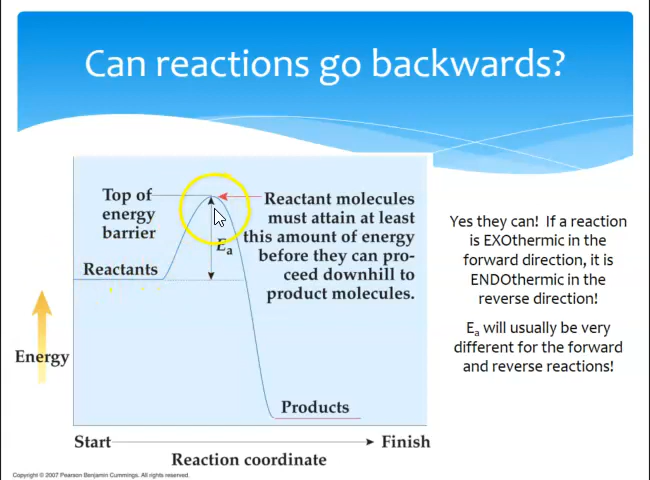 Can reactions go backwards?
Top of
energy
barrier
Reactant molecules
must attain at least
this amount of energy
before they can pro-
ceed downhill to
product molecules.
Ea
Reactants
Energy
Products
Start
Finish
Reaction coordinate
Yes they can! If a reaction
is EXOthermic in the
forward direction, it is
ENDOthermic in the
reverse direction!
Ea will usually be very
different for the forward
and reverse reactions!
Copyright © 2007 Pearson Benjamin Cummings. All rights reserved.